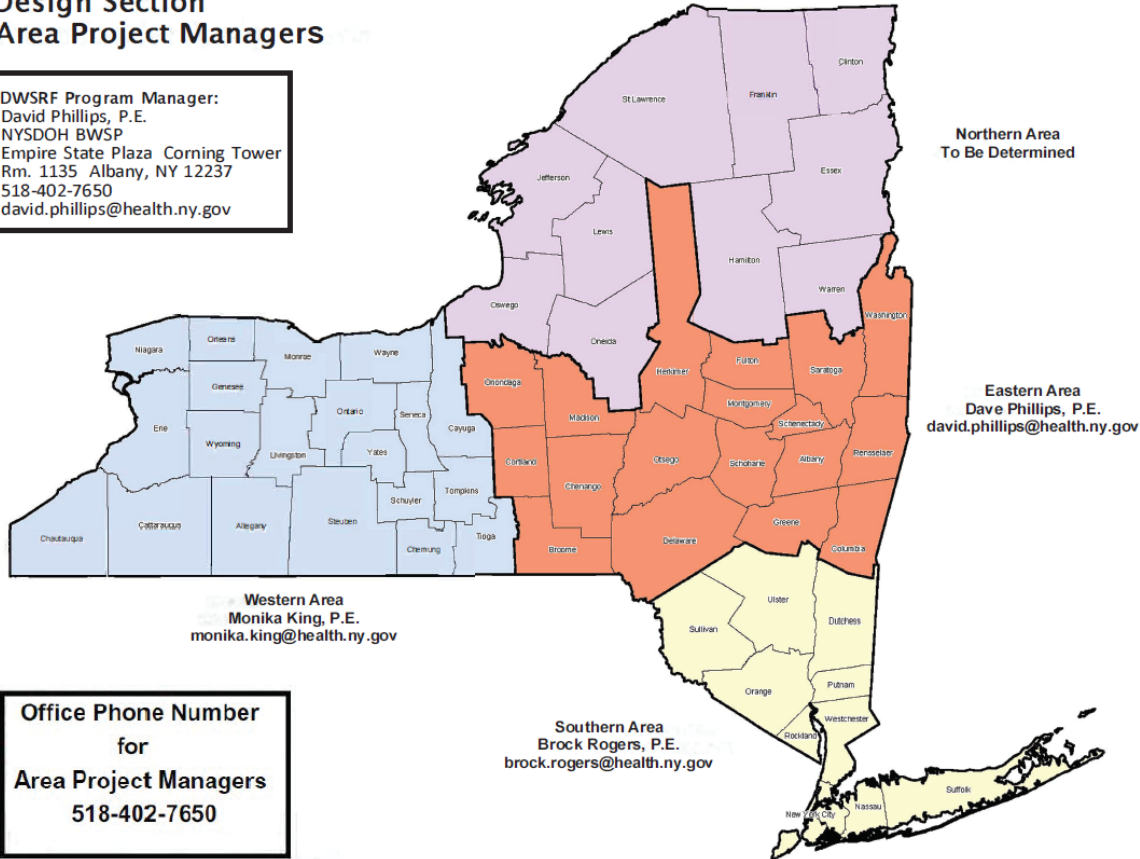 Design Section
Area Project Managers
DWSRF Program Manager:
David Phillips, P.E.
NYSDOH BWSP
Empire State Plaza Corning Tower
Rm. 1135 Albany, NY 12237
518-402-7650
david.phillips@health.ny.gov
Northern Area
To Be Determined
Clinton
Franklin
St Lawrence
Essex
Jefferson
Lewis
Hamilton
Warren
Oswego
Oneida
Washington
Herkimer
Fulton
Saratoga
Montgomery
Schenectady
Onondaga
Madison
Cortland
Chenango
Otsego
Schoharie
Albany
Rensselaer
Greene
Columbia
Delaware
Broome
Eastern Area
Dave Phillips, P.E.
david.phillips@health.ny.gov
Niagara
Orleans
Monroe
Wayne
Genesee
Ontario
Seneca
Cayuga
Erie
Wyoming
Livingston
Yates
Schuyler
Tompkins
Chautauqua
Cattaraugus
Allegany
Steuben
Chemung
Tioga
Western Area
Monika King, P.E.
monika.king@health.ny.gov
Ulster
Sullivan
Dutchess
Orange
Putnam
Westchester
Rockland
New York City
Nassau
Suffolk
Southern Area
Brock Rogers, P.E.
brock.rogers@health.ny.gov
Office Phone Number
for
Area Project Managers
518-402-7650